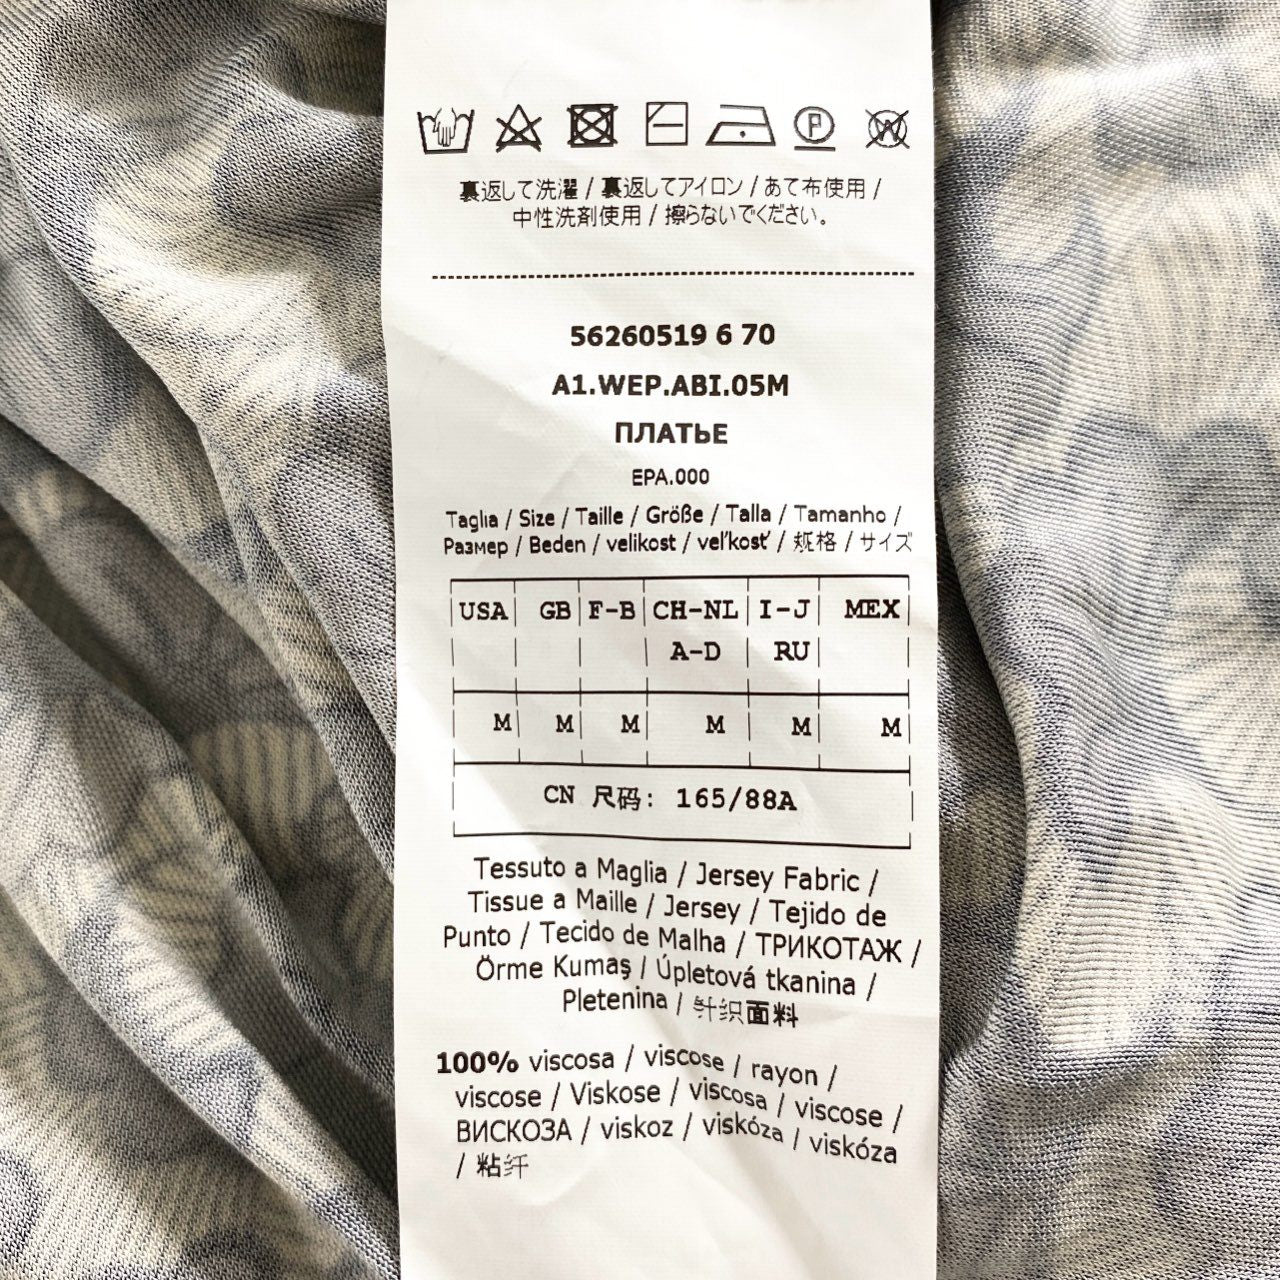 裏返して洗濯 / 裏返してアイロン / あて布使用 /
中性洗剤使用 / 擦らないでください。
56260519 6 70
A1.WEP.ABI.05M
ПЛАТЬЕ
EPA.000
Taglia / Size / Taille / Größe / Talla / Tamanho /
Размер / Beden / velikost / veľkosť / 规格 / サイズ
USA GB F-B CH-NL I-J MEX
A-D RU
M M M M M M
CN 尺码: 165/88A
Tessuto a Maglia / Jersey Fabric /
Tissue a Maille / Jersey / Tejido de
Punto / Tecido de Malha / ТРИКОТАЖ /
Örme Kumaş / Úpletová tkanina /
Pletenina / 针织面料
100% viscosa / viscose / rayon /
viscose / Viskose / viscosa / viscose /
ВИСКОЗА / viskoz / viskóza / viskóza
/ 粘纤